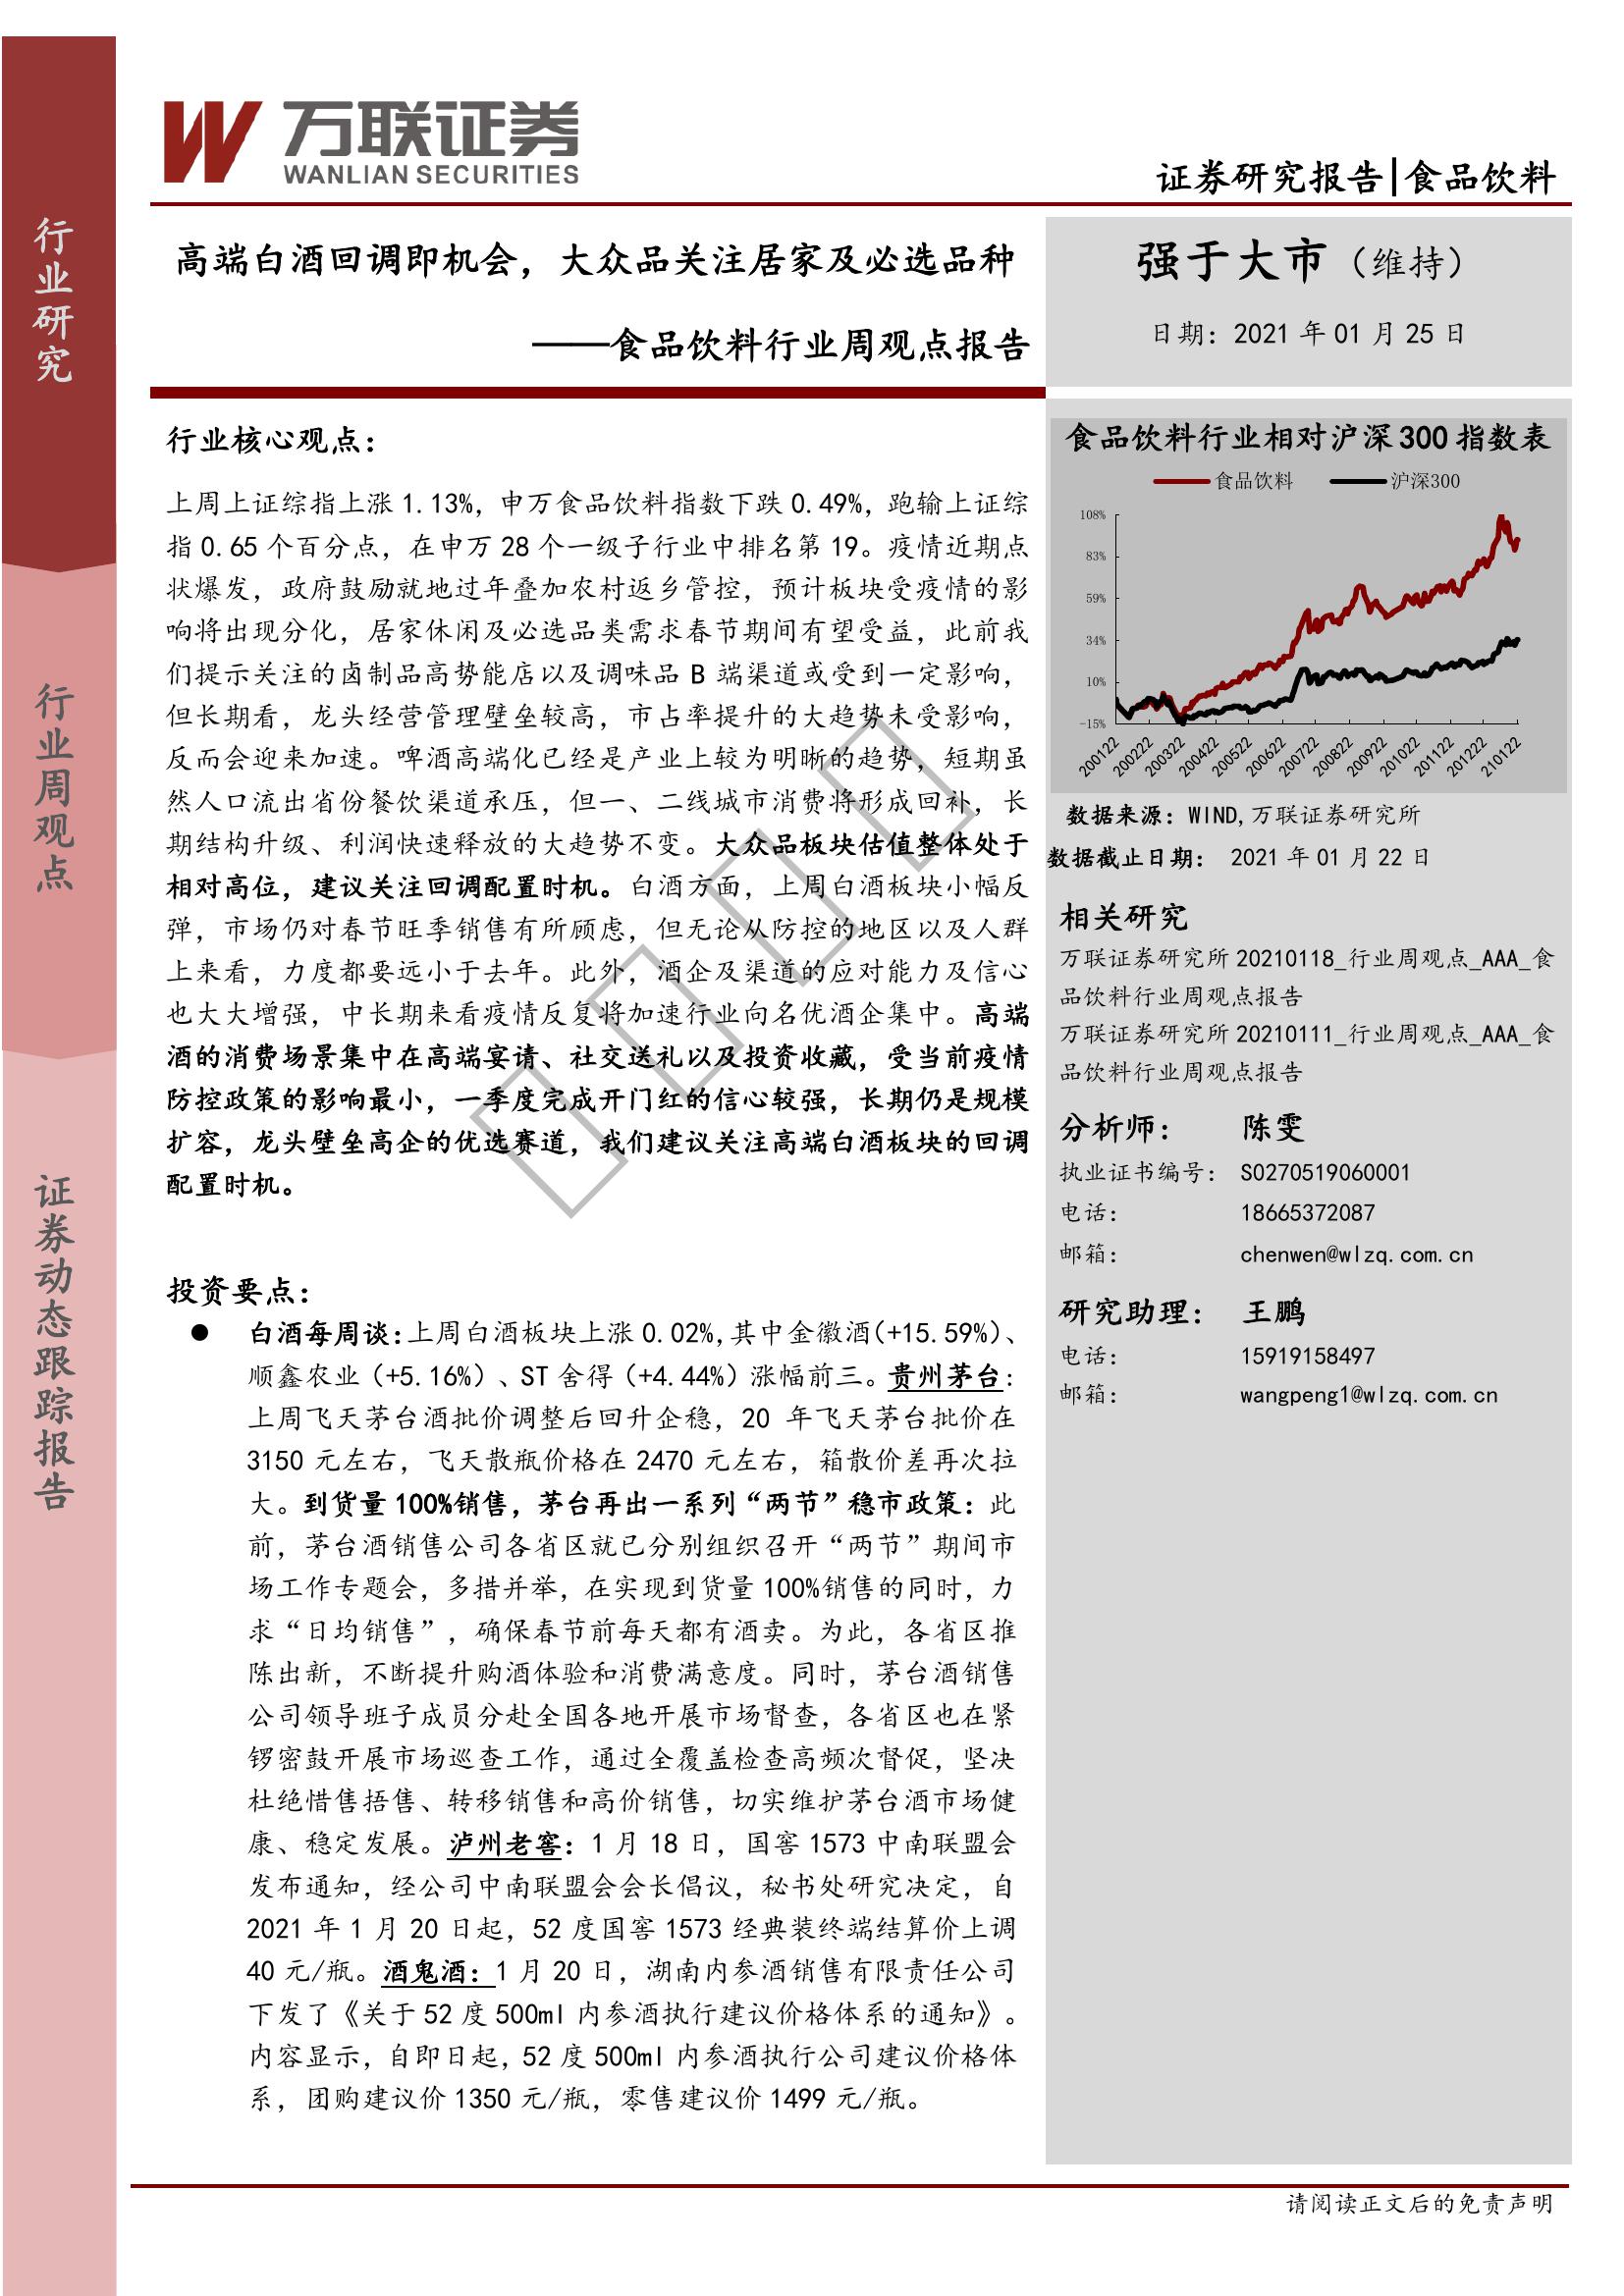 万联证券
WANLIAN SECURITIES
证券研究报告|食品饮料
行业研究
行业周观点
证券动态跟踪报告
高端白酒回调即机会，大众品关注居家及必选品种
——食品饮料行业周观点报告
强于大市（维持）
日期：2021 年 01 月 25 日
行业核心观点：
上周上证综指上涨 1.13%，申万食品饮料指数下跌 0.49%，跑输上证综
指 0.65 个百分点，在申万 28 个一级子行业中排名第 19。疫情近期点
状爆发，政府鼓励就地过年叠加农村返乡管控，预计板块受疫情的影
响将出现分化，居家休闲及必选品类需求春节期间有望受益，此前我
们提示关注的卤制品高势能店以及调味品 B 端渠道或受到一定影响，
但长期看，龙头经营管理壁垒较高，市占率提升的大趋势未受影响，
反而会迎来加速。啤酒高端化已经是产业上较为明晰的趋势，短期虽
然人口流出省份餐饮渠道承压，但一、二线城市消费将形成回补，长
期结构升级、利润快速释放的大趋势不变。大众品板块估值整体处于
相对高位，建议关注回调配置时机。白酒方面，上周白酒板块小幅反
弹，市场仍对春节旺季销售有所顾虑，但无论从防控的地区以及人群
上来看，力度都要远小于去年。此外，酒企及渠道的应对能力及信心
也大大增强，中长期来看疫情反复将加速行业向名优酒企集中。高端
酒的消费场景集中在高端宴请、社交送礼以及投资收藏，受当前疫情
防控政策的影响最小，一季度完成开门红的信心较强，长期仍是规模
扩容，龙头壁垒高企的优选赛道，我们建议关注高端白酒板块的回调
配置时机。
投资要点：
● 白酒每周谈：上周白酒板块上涨 0.02%，其中金徽酒（+15.59%）、
顺鑫农业（+5.16%）、ST 舍得（+4.44%）涨幅前三。贵州茅台：
上周飞天茅台酒批价调整后回升企稳，20 年飞天茅台批价在
3150 元左右，飞天散瓶价格在 2470 元左右，箱散价差再次拉
大。到货量 100%销售，茅台再出一系列“两节”稳市政策：此
前，茅台酒销售公司各省区就已分别组织召开“两节”期间市
场工作专题会，多措并举，在实现到货量 100%销售的同时，力
求“日均销售”，确保春节前每天都有酒卖。为此，各省区推
陈出新，不断提升购酒体验和消费满意度。同时，茅台酒销售
公司领导班子成员分赴全国各地开展市场督查，各省区也在紧
锣密鼓开展市场巡查工作，通过全覆盖检查高频次督促，坚决
杜绝惜售捂售、转移销售和高价销售，切实维护茅台酒市场健
康、稳定发展。泸州老窖：1 月 18 日，国窖 1573 中南联盟会
发布通知，经公司中南联盟会会长倡议，秘书处研究决定，自
2021 年 1 月 20 日起，52 度国窖 1573 经典装终端结算价上调
40 元/瓶。酒鬼酒：1 月 20 日，湖南内参酒销售有限责任公司
下发了《关于 52 度 500ml 内参酒执行建议价格体系的通知》。
内容显示，自即日起，52 度 500ml 内参酒执行公司建议价格体
系，团购建议价 1350 元/瓶，零售建议价 1499 元/瓶。
食品饮料行业相对沪深 300 指数表
食品饮料 沪深300
108%
83%
59%
34%
10%
-15%
200122 200222 200322 200422 200522 200622 200722 200822 200922 201022 201122 201222 210122
数据来源：WIND,万联证券研究所
数据截止日期： 2021 年 01 月 22 日
相关研究
万联证券研究所 20210118_行业周观点_AAA_食
品饮料行业周观点报告
万联证券研究所 20210111_行业周观点_AAA_食
品饮料行业周观点报告
分析师： 陈雯
执业证书编号： S0270519060001
电话： 18665372087
邮箱： chenwen@wlzq.com.cn
研究助理： 王鹏
电话： 15919158497
邮箱： wangpeng1@wlzq.com.cn
请阅读正文后的免责声明